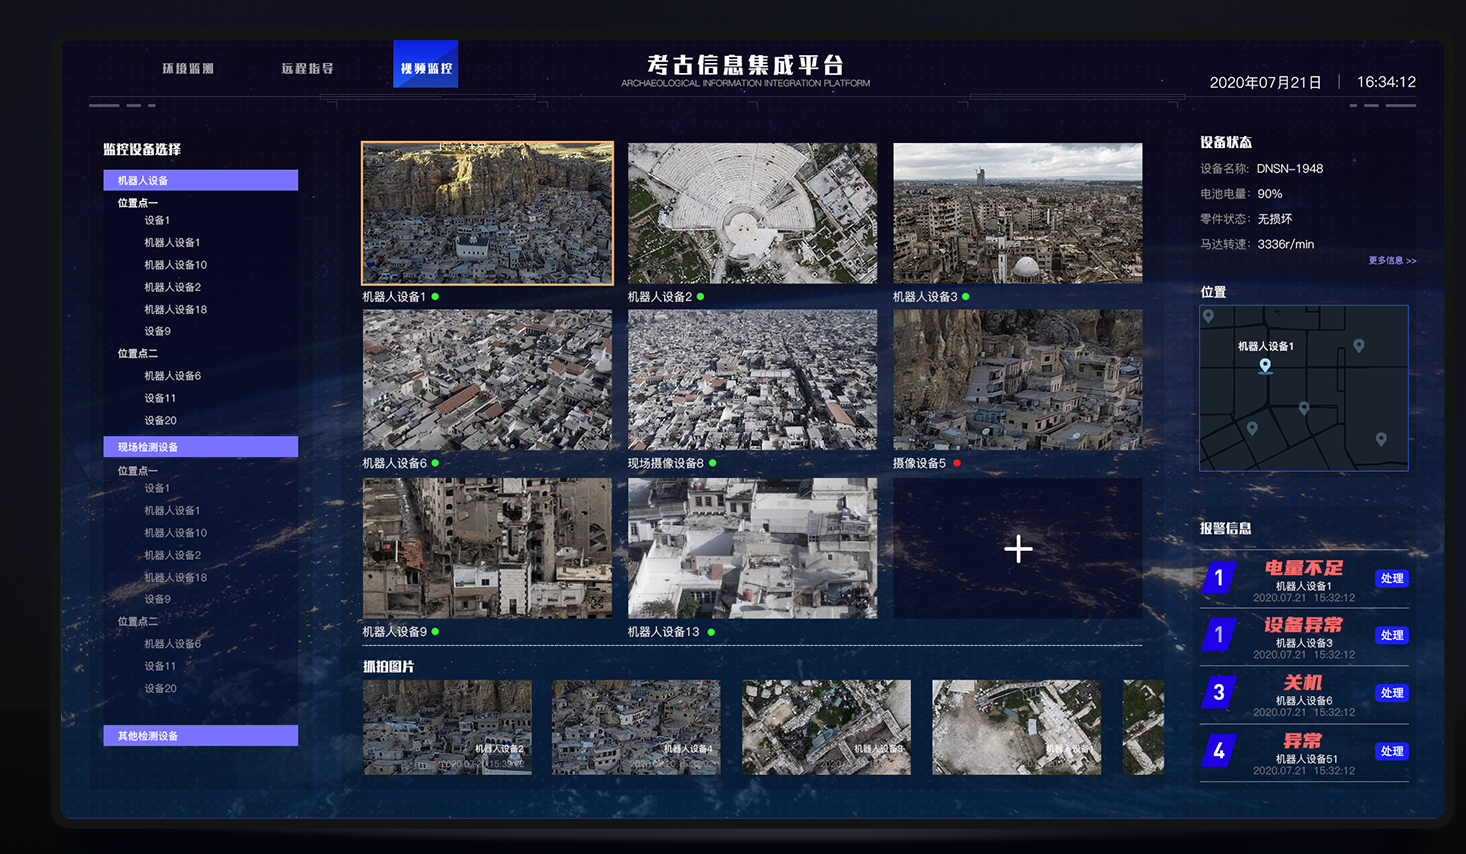 环境监测
远程指导
视频监控
考古信息集成平台
ARCHAEOLOGICAL INFORMATION INTEGRATION PLATFORM
2020年07月21日 | 16:34:12
监控设备选择
机器人设备
位置点一
设备1
机器人设备1
机器人设备10
机器人设备2
机器人设备18
设备9
位置点二
机器人设备6
设备11
设备20
现场检测设备
位置点一
设备1
机器人设备1
机器人设备10
机器人设备2
机器人设备18
设备9
位置点二
机器人设备6
设备11
设备20
其他检测设备
机器人设备1
机器人设备2
机器人设备3
机器人设备6
现场摄像设备8
摄像设备5
机器人设备9
机器人设备13
抓拍图片
机器人设备2
机器人设备4
机器人设备3
机器人设备1
设备状态
设备名称: DNSN-1948
电池电量: 90%
零件状态: 无损坏
马达转速: 3336r/min
更多信息 >>
位置
机器人设备1
报警信息
1
电量不足
机器人设备1
2020.07.21 15:32:12
处理
1
设备异常
机器人设备3
2020.07.21 15:32:12
处理
3
关机
机器人设备6
2020.07.21 15:32:12
处理
4
异常
机器人设备51
2020.07.21 15:32:12
处理